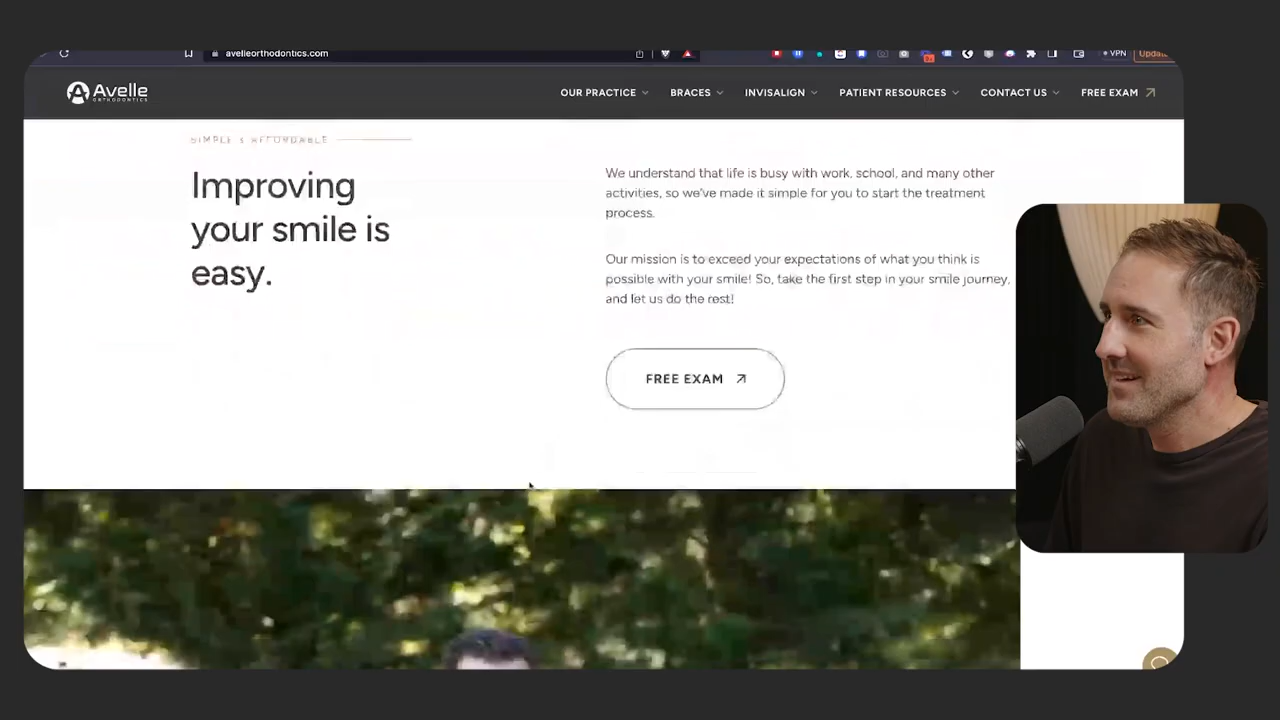 avelleorthodontics.com
VPN
Avelle
ORTHODONTICS
OUR PRACTICE
BRACES
INVISALIGN
PATIENT RESOURCES
CONTACT US
FREE EXAM
SIMPLE & AFFORDABLE
Improving
your smile is
easy.
We understand that life is busy with work, school, and many other
activities, so we've made it simple for you to start the treatment
process.
Our mission is to exceed your expectations of what you think is
possible with your smile! So, take the first step in your smile journey,
and let us do the rest!
FREE EXAM